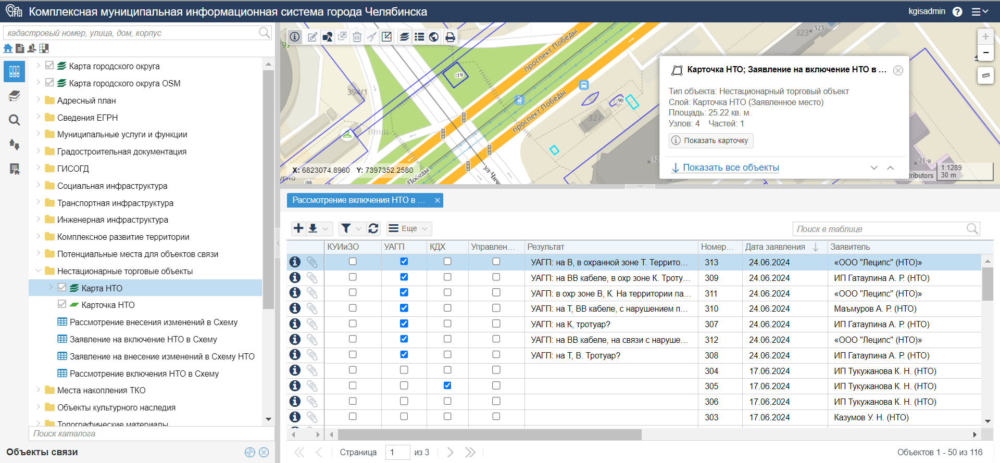 Комплексная муниципальная информационная система города Челябинска
kgisadmin
кадастровый номер, улица, дом, корпус
Карта городского округа
Карта городского округа OSM
Адресный план
Сведения ЕГРН
Муниципальные услуги и функции
Градостроительная документация
ГИСОГД
Социальная инфраструктура
Транспортная инфраструктура
Инженерная инфраструктура
Комплексное развитие территории
Потенциальные места для объектов связи
Нестационарные торговые объекты
Карта НТО
Карточка НТО
Рассмотрение внесения изменений в Схему
Заявление на включение НТО в Схему
Заявление на внесение изменений в Схему НТО
Рассмотрение включения НТО в Схему
Места накопления ТКО
Объекты культурного наследия
Топографические материалы
Поиск каталога
Объекты связи
проспект Победы
проспект Победы
:19
394/1
:90
327
323
323
21-а
:66
X: 6823074.8960 Y: 7397352.2580
1:1289
30 m
tributors
Карточка НТО; Заявление на включение НТО в ...
Тип объекта: Нестационарный торговый объект
Слой: Карточка НТО (Заявленное место)
Площадь: 25.22 кв. м.
Узлов: 4 Частей: 1
Показать карточку
Показать все объекты
Рассмотрение включения НТО в ...
Еще
Поиск в таблице
КУИиЗО УАГП КДХ Управлен... Результат Номер... Дата заявления Заявитель
УАГП: на В, в охранной зоне Т. Террито... 313 24.06.2024 «ООО "Леципс" (НТО)»
УАГП: на ВВ кабеле, в охр зоне К. Троту... 309 24.06.2024 ИП Гатаулина А. Р. (НТО)
УАГП: в охр зоне В, К. На территории па... 311 24.06.2024 «ООО "Леципс" (НТО)»
УАГП: на Т, ВВ кабеле, с нарушением п... 310 24.06.2024 Маъмуров А. Р. (НТО)
УАГП: на К, тротуар? 307 24.06.2024 ИП Гатаулина А. Р. (НТО)
УАГП: на ВВ кабеле, на связи с наруше... 312 24.06.2024 «ООО "Леципс" (НТО)»
УАГП: на Т, В. Тротуар? 308 24.06.2024 ИП Гатаулина А. Р. (НТО)
304 17.06.2024 ИП Тукужанова К. Н. (НТО)
305 17.06.2024 ИП Тукужанова К. Н. (НТО)
306 17.06.2024 ИП Тукужанова К. Н. (НТО)
303 17.06.2024 Казумов У. Н. (НТО)
Страница 1 из 3
Объектов 1 - 50 из 116